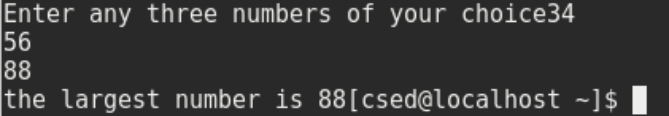 Enter any three numbers of your choice34
56
88
the largest number is 88[csed@localhost ~]$